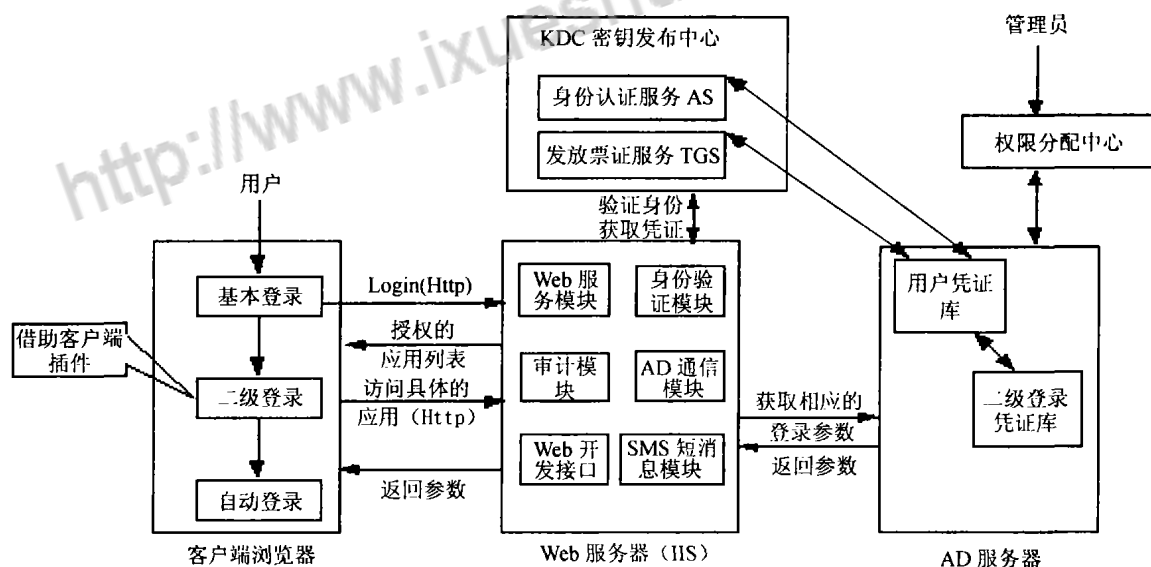 http://www.ixuesh
KDC 密钥发布中心
身份认证服务 AS
发放票证服务 TGS
管理员
权限分配中心
用户
验证身份
获取凭证
基本登录
Login(Http)
Web 服
务模块
身份验
证模块
用户凭证
库
借助客户端
插件
授权的
应用列表
二级登录
访问具体的
应用（Http）
审计模
块
AD 通信
模块
获取相应的
登录参数
二级登录
凭证库
自动登录
返回参数
Web 开
发接口
SMS 短消
息模块
返回参数
客户端浏览器
Web 服务器（IIS）
AD 服务器